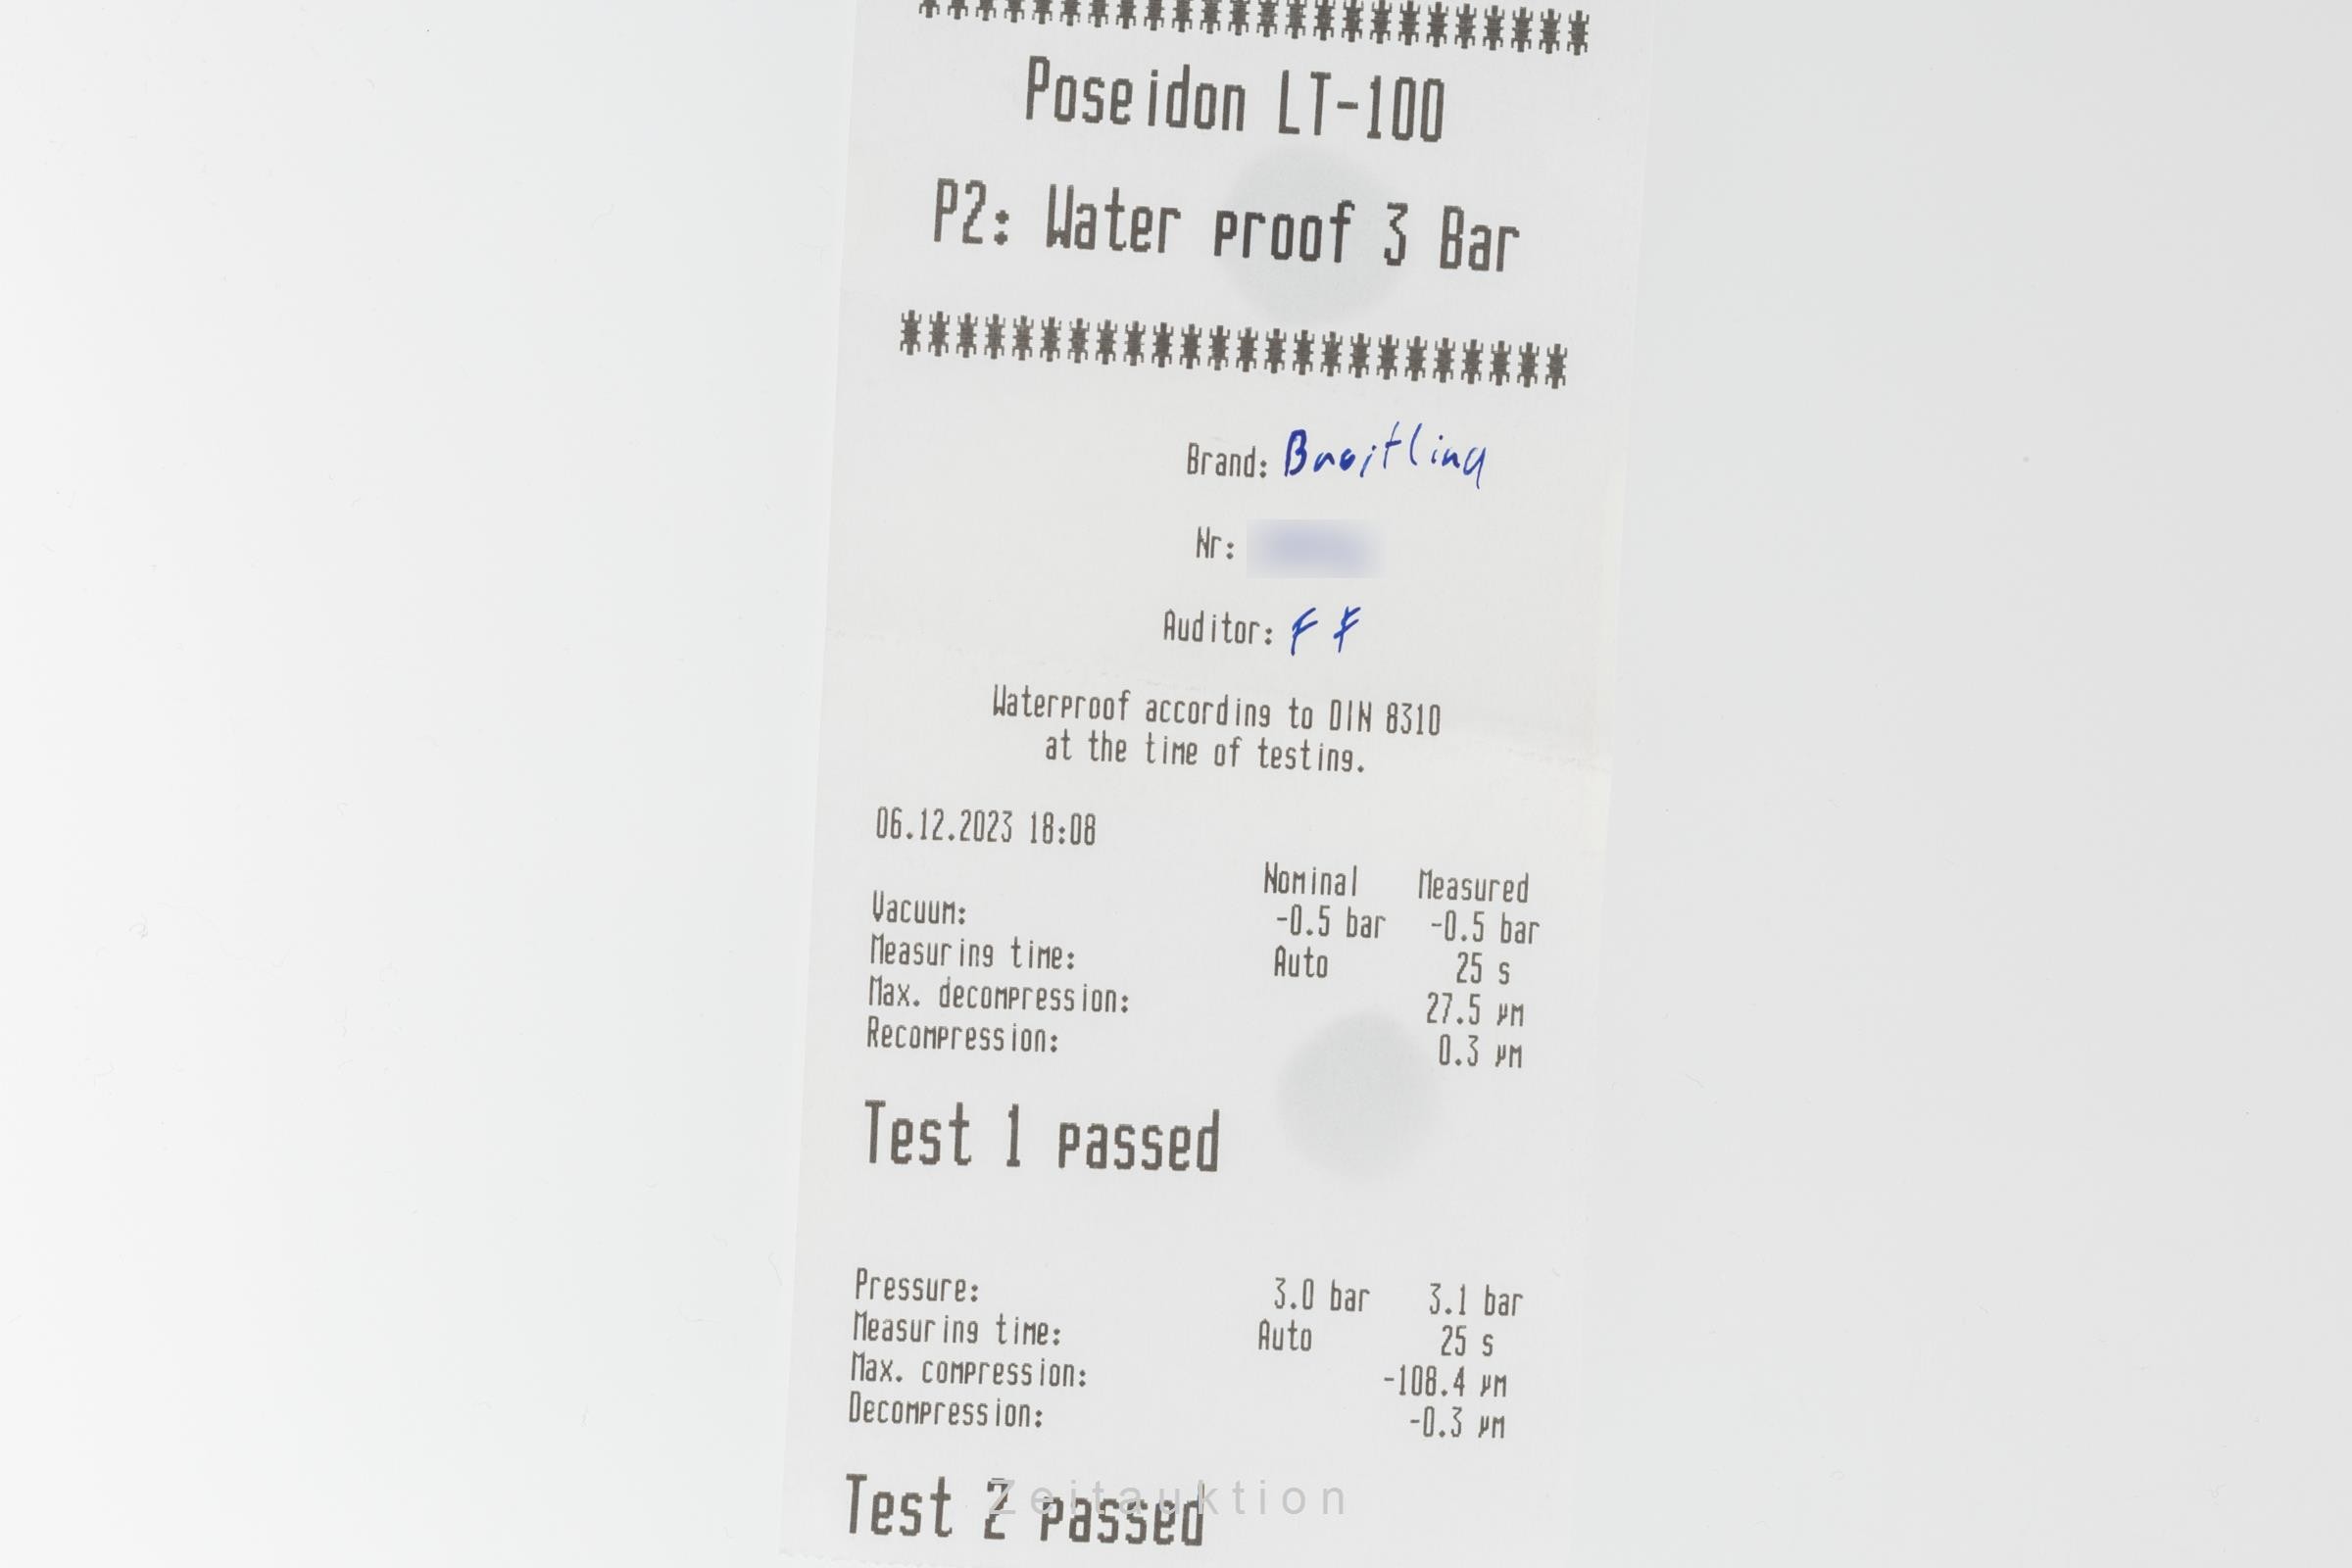 ************************
Poseidon LT-100
P2: Water proof 3 Bar
************************
Brand: Breitling
Nr:
Auditor: FF
Waterproof according to DIN 8310
at the time of testing.
06.12.2023 18:08
Nominal Measured
Vacuum: -0.5 bar -0.5 bar
Measuring time: Auto 25 s
Max. decompression: 27.5 µm
Recompression: 0.3 µm
Test 1 passed
Pressure: 3.0 bar 3.1 bar
Measuring time: Auto 25 s
Max. compression: -108.4 µm
Decompression: -0.3 µm
Test 2 passed
Zeitauktion